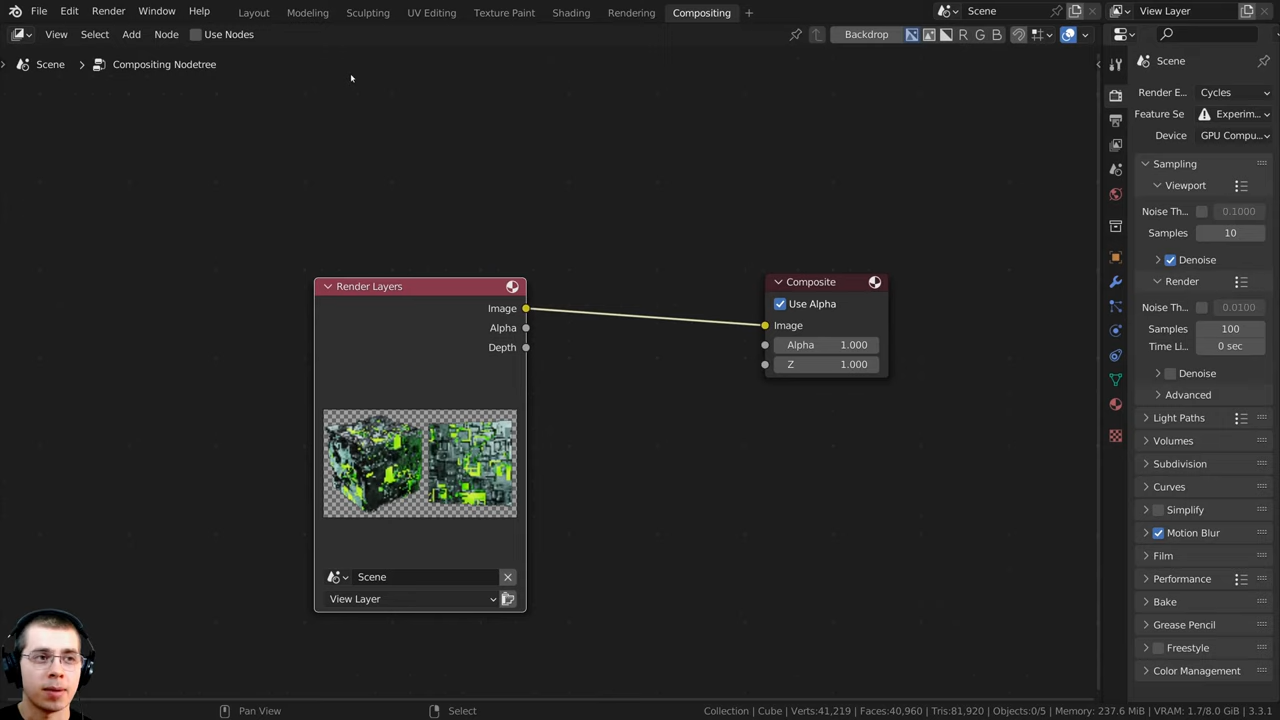 File Edit Render Window Help Layout Modeling Sculpting UV Editing Texture Paint Shading Rendering Compositing + Scene View Layer
View Select Add Node Use Nodes Backdrop R G B
Scene > Compositing Nodetree
Scene
Render E... Cycles
Feature Se Experim...
Device GPU Compu...
Sampling
Viewport
Noise Th... 0.1000
Samples 10
Denoise
Render
Noise Th... 0.0100
Samples 100
Time Li... 0 sec
Denoise
Advanced
Light Paths
Volumes
Subdivision
Curves
Simplify
Motion Blur
Film
Performance
Bake
Grease Pencil
Freestyle
Color Management
Render Layers
Image
Alpha
Depth
Scene
View Layer
Composite
Use Alpha
Image
Alpha 1.000
Z 1.000
Pan View Select Collection | Cube | Verts:41,219 | Faces:40,960 | Tris:81,920 | Objects:0/5 | Memory: 237.6 MiB | VRAM: 1.7/8.0 GiB | 3.3.1